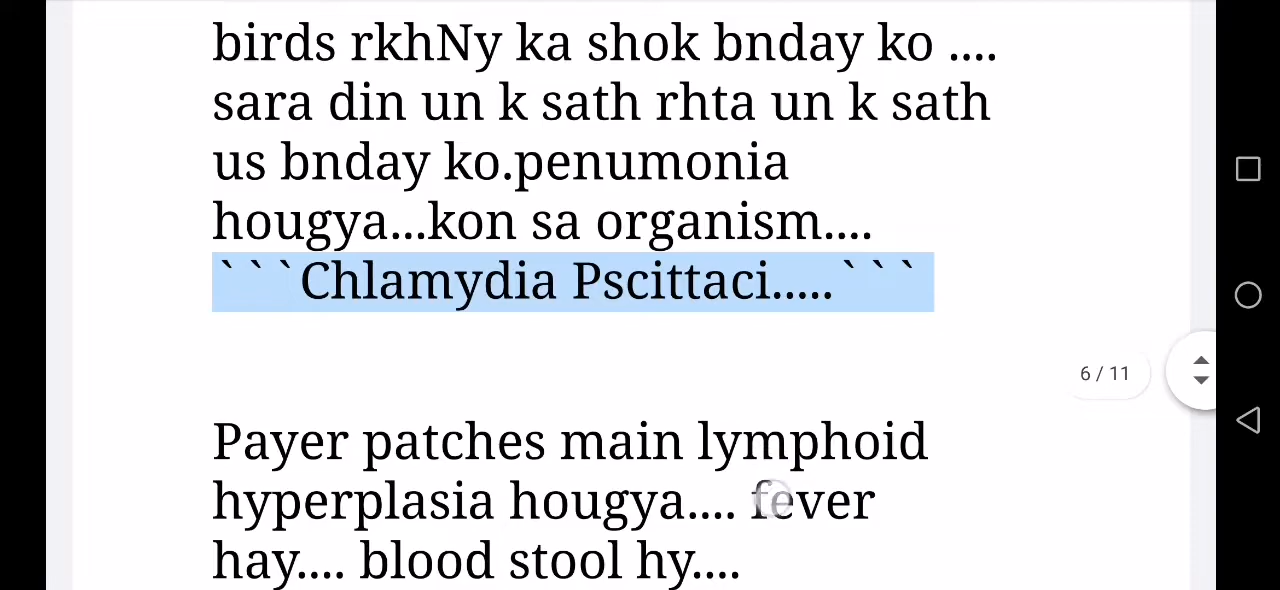 birds rkhNy ka shok bnday ko ....
sara din un k sath rhta un k sath
us bnday ko.penumonia
hougya...kon sa organism....
```Chlamydia Pscittaci.....```
6 / 11
Payer patches main lymphoid
hyperplasia hougya.... fever
hay.... blood stool hy....